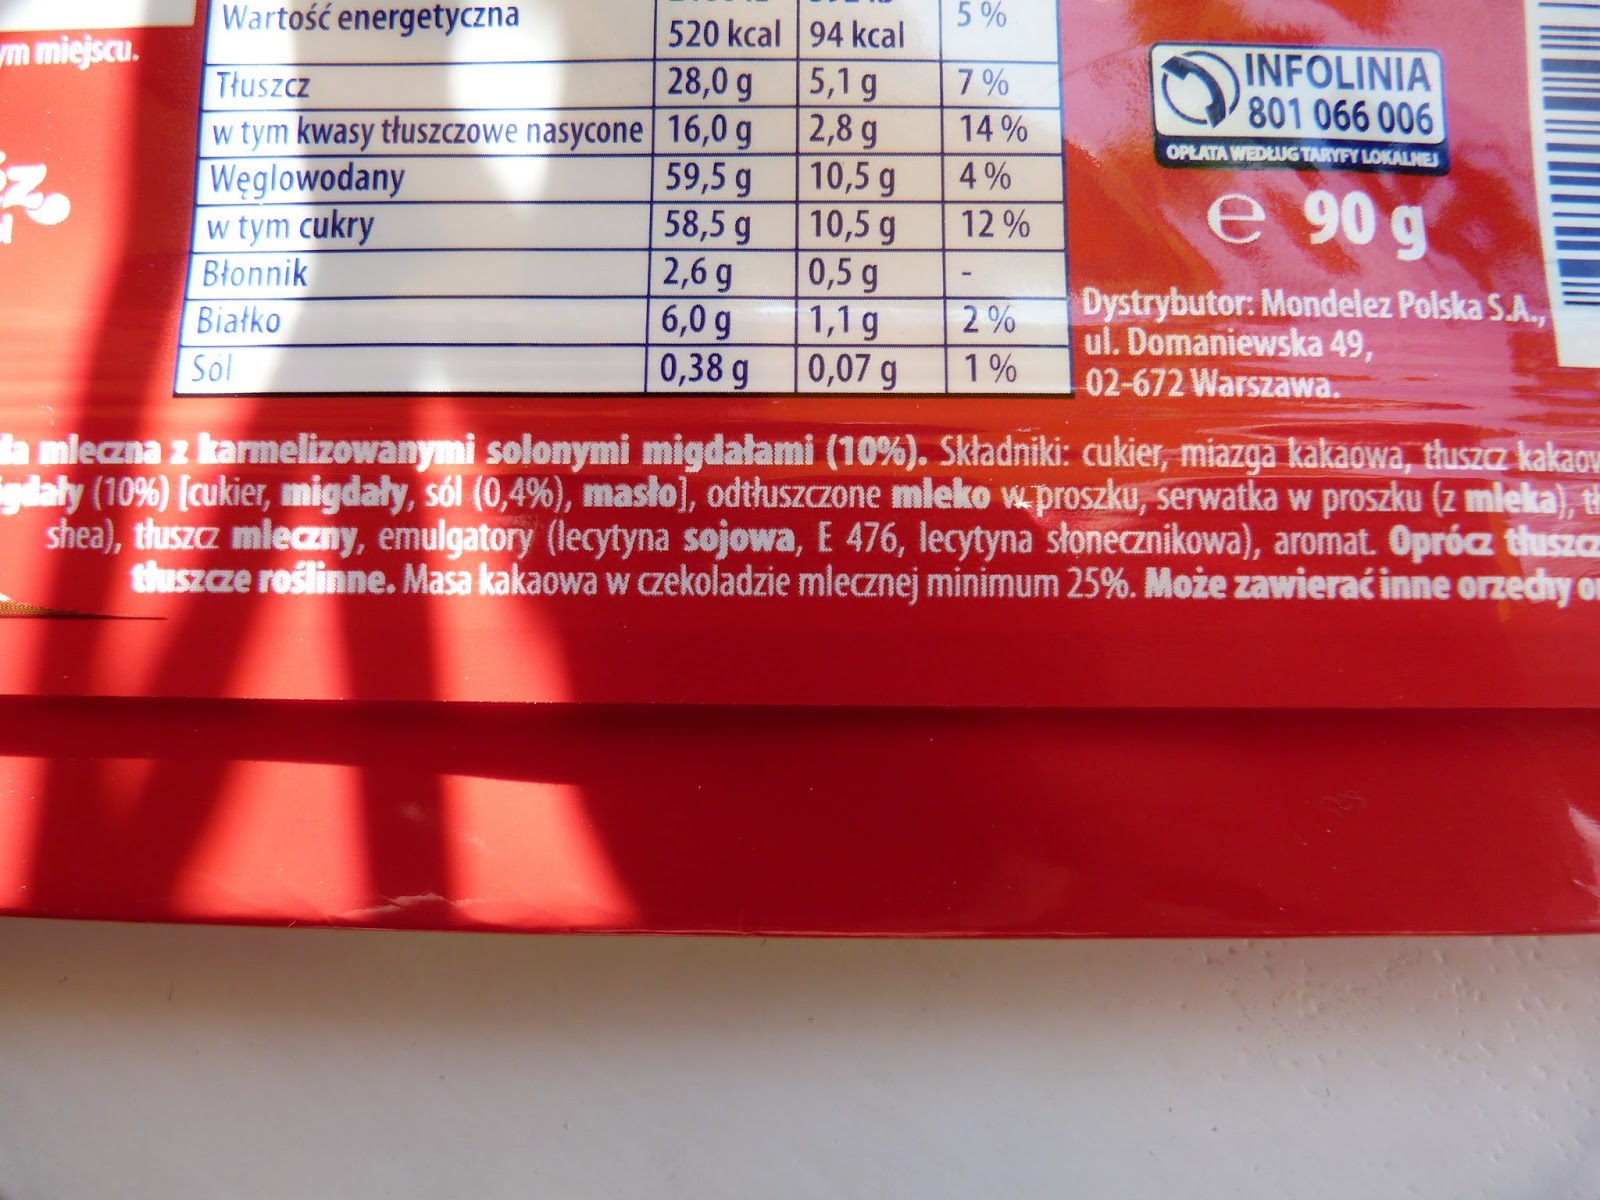 Wartość energetyczna 520 kcal 94 kcal 5 %
ym miejscu.
Tłuszcz 28,0 g 5,1 g 7 %
w tym kwasy tłuszczowe nasycone 16,0 g 2,8 g 14 %
Węglowodany 59,5 g 10,5 g 4 %
w tym cukry 58,5 g 10,5 g 12 %
Błonnik 2,6 g 0,5 g -
Białko 6,0 g 1,1 g 2 %
Sól 0,38 g 0,07 g 1 %
INFOLINIA
801 066 006
OPŁATA WEDŁUG TARYFY LOKALNEJ
e 90 g
Dystrybutor: Mondelez Polska S.A.,
ul. Domaniewska 49,
02-672 Warszawa.
da mleczna z karmelizowanymi solonymi migdałami (10%). Składniki: cukier, miazga kakaowa, tłuszcz kakaow
igdały (10%) [cukier, migdały, sól (0,4%), masło], odtłuszczone mleko w proszku, serwatka w proszku (z mleka), tł
shea), tłuszcz mleczny, emulgatory (lecytyna sojowa, E 476, lecytyna słonecznikowa), aromat. Oprócz tłuszcz
tłuszcze roślinne. Masa kakaowa w czekoladzie mlecznej minimum 25%. Może zawierać inne orzechy or